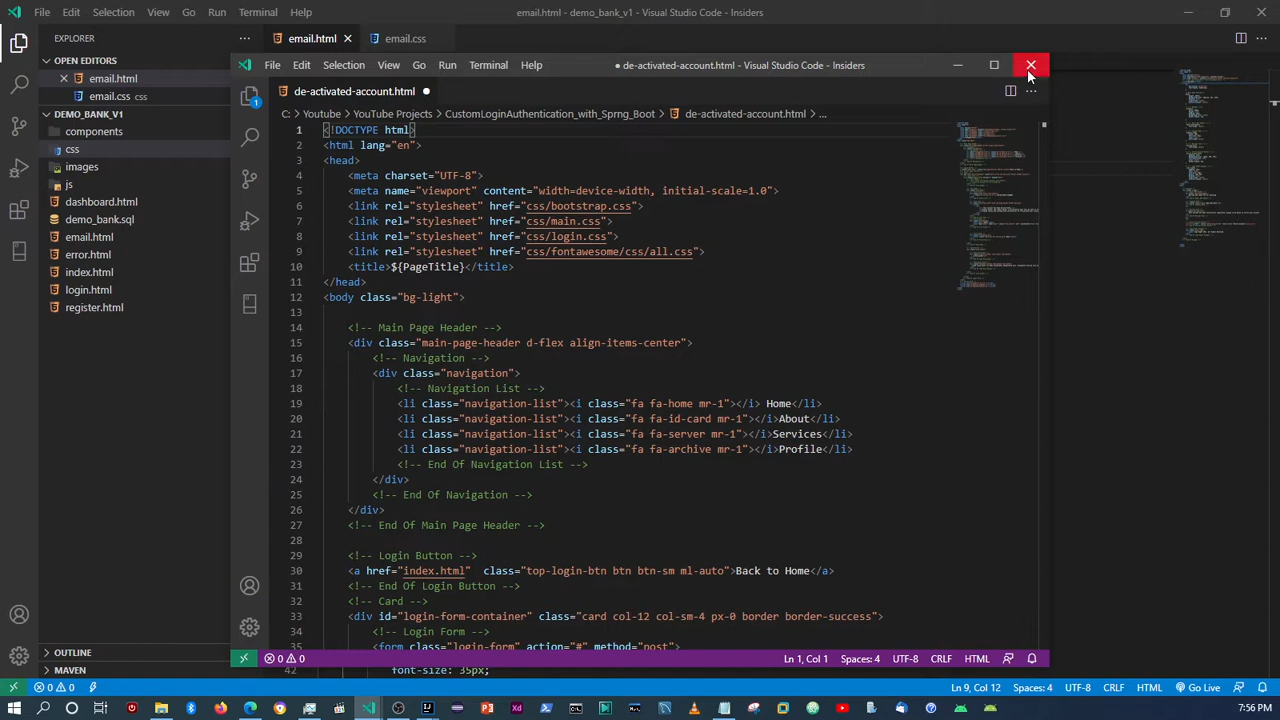 File Edit Selection View Go Run Terminal Help
email.html - demo_bank_v1 - Visual Studio Code - Insiders
EXPLORER
email.html
email.css
OPEN EDITORS
email.html
email.css css
DEMO_BANK_V1
components
css
images
js
dashboard.html
demo_bank.sql
email.html
error.html
index.html
login.html
register.html
OUTLINE
MAVEN
File Edit Selection View Go Run Terminal Help
● de-activated-account.html - Visual Studio Code - Insiders
1
de-activated-account.html
C: > Youtube > YouTube Projects > CustomLoginAuthentication_with_Sprng_Boot > de-activated-account.html > ...
1 <!DOCTYPE html>
2 <html lang="en">
3 <head>
4 <meta charset="UTF-8">
5 <meta name="viewport" content="width=device-width, initial-scale=1.0">
6 <link rel="stylesheet" href="css/bootstrap.css">
7 <link rel="stylesheet" href="css/main.css">
8 <link rel="stylesheet" href="css/login.css">
9 <link rel="stylesheet" href="css/fontawesome/css/all.css">
10 <title>${PageTitle}</title>
11 </head>
12 <body class="bg-light">
13
14 <!-- Main Page Header -->
15 <div class="main-page-header d-flex align-items-center">
16 <!-- Navigation -->
17 <div class="navigation">
18 <!-- Navigation List -->
19 <li class="navigation-list"><i class="fa fa-home mr-1"></i> Home</li>
20 <li class="navigation-list"><i class="fa fa-id-card mr-1"></i>About</li>
21 <li class="navigation-list"><i class="fa fa-server mr-1"></i>Services</li>
22 <li class="navigation-list"><i class="fa fa-archive mr-1"></i>Profile</li>
23 <!-- End Of Navigation List -->
24 </div>
25 <!-- End Of Navigation -->
26 </div>
27 <!-- End Of Main Page Header -->
28
29 <!-- Login Button -->
30 <a href="index.html" class="top-login-btn btn btn-sm ml-auto">Back to Home</a>
31 <!-- End Of Login Button -->
32 <!-- Card -->
33 <div id="login-form-container" class="card col-12 col-sm-4 px-0 border border-success">
34 <!-- Login Form -->
35 <form class="login-form" action="#" method="post">
0 0 Ln 1, Col 1 Spaces: 4 UTF-8 CRLF HTML
42 font-size: 35px;
0 0 Ln 9, Col 12 Spaces: 4 UTF-8 CRLF HTML Go Live
7:56 PM